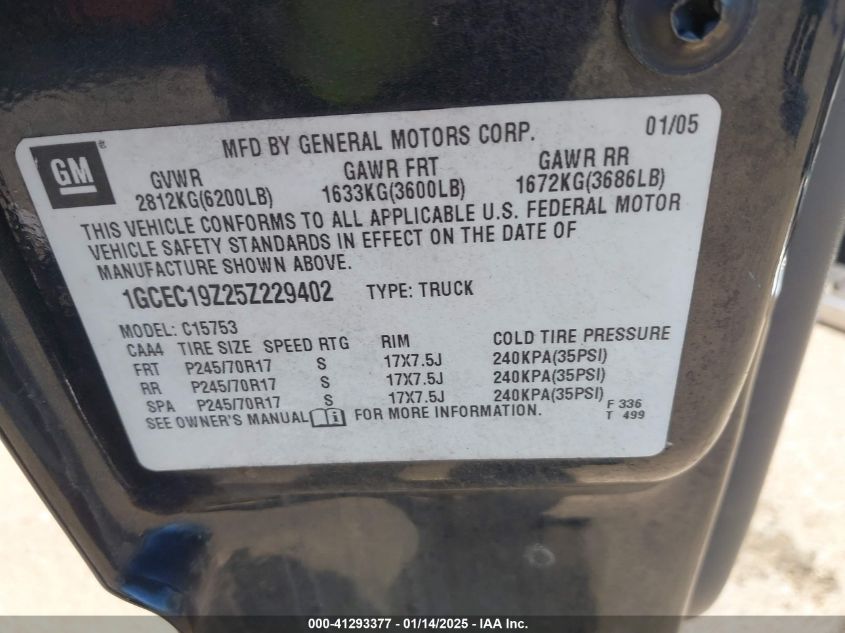 MFD BY GENERAL MOTORS CORP. 01/05
GM®
GVWR GAWR FRT GAWR RR
2812KG(6200LB) 1633KG(3600LB) 1672KG(3686LB)
THIS VEHICLE CONFORMS TO ALL APPLICABLE U.S. FEDERAL MOTOR
VEHICLE SAFETY STANDARDS IN EFFECT ON THE DATE OF
MANUFACTURE SHOWN ABOVE.
1GCEC19Z25Z229402 TYPE: TRUCK
MODEL: C15753
CAA4 TIRE SIZE SPEED RTG RIM COLD TIRE PRESSURE
FRT P245/70R17 S 17X7.5J 240KPA(35PSI)
RR P245/70R17 S 17X7.5J 240KPA(35PSI)
SPA P245/70R17 S 17X7.5J 240KPA(35PSI)
SEE OWNER'S MANUAL i FOR MORE INFORMATION.
F 336
T 499
000-41293377 - 01/14/2025 - IAA Inc.